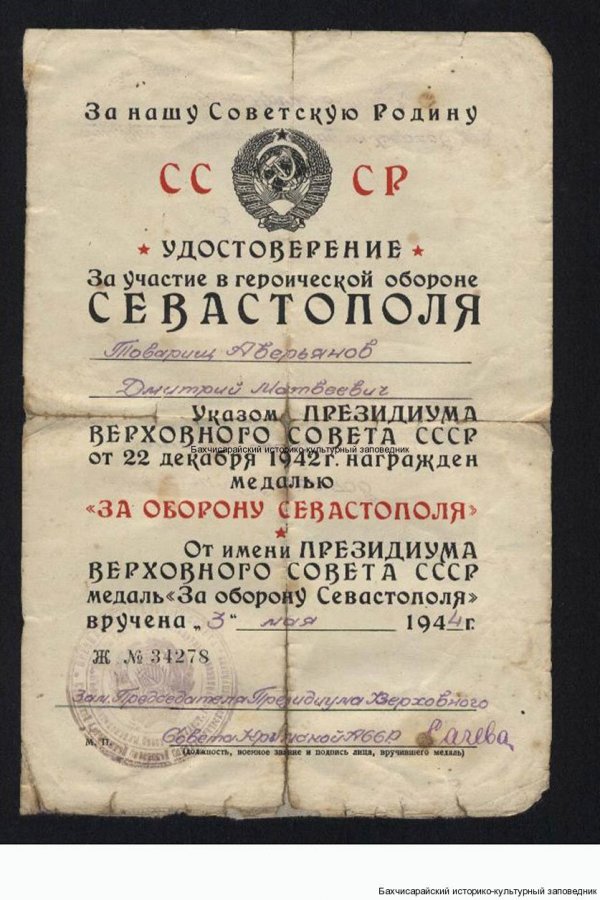 За нашу Советскую Родину
СС СР
УДОСТОВЕРЕНИЕ
За участие в героической обороне
СЕВАСТОПОЛЯ
Товарищ Аверьянов
Дмитрий Матвеевич
Указом ПРЕЗИДИУМА
ВЕРХОВНОГО СОВЕТА СССР
Бахчисарайский историко-культурный заповедник
от 22 декабря 1942 г. награжден
медалью
«ЗА ОБОРОНУ СЕВАСТОПОЛЯ»
От имени ПРЕЗИДИУМА
ВЕРХОВНОГО СОВЕТА СССР
медаль «За оборону Севастополя»
вручена „3“ мая 1944 г.
Ж № 34278
Зам. Председателя Президиума Верховного
М. П. Совета Крымской АССР
(должность, военное звание и подпись лица, вручившего медаль)
Бахчисарайский историко-культурный заповедник